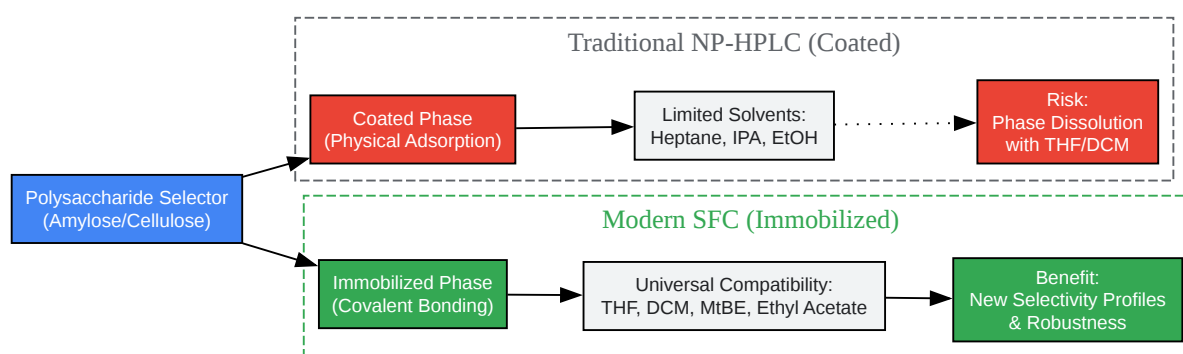 Traditional NP-HPLC (Coated)
Coated Phase
(Physical Adsorption)
Limited Solvents:
Heptane, IPA, EtOH
Risk:
Phase Dissolution
with THF/DCM
Polysaccharide Selector
(Amylose/Cellulose)
Modern SFC (Immobilized)
Immobilized Phase
(Covalent Bonding)
Universal Compatibility:
THF, DCM, MtBE, Ethyl Acetate
Benefit:
New Selectivity Profiles
& Robustness